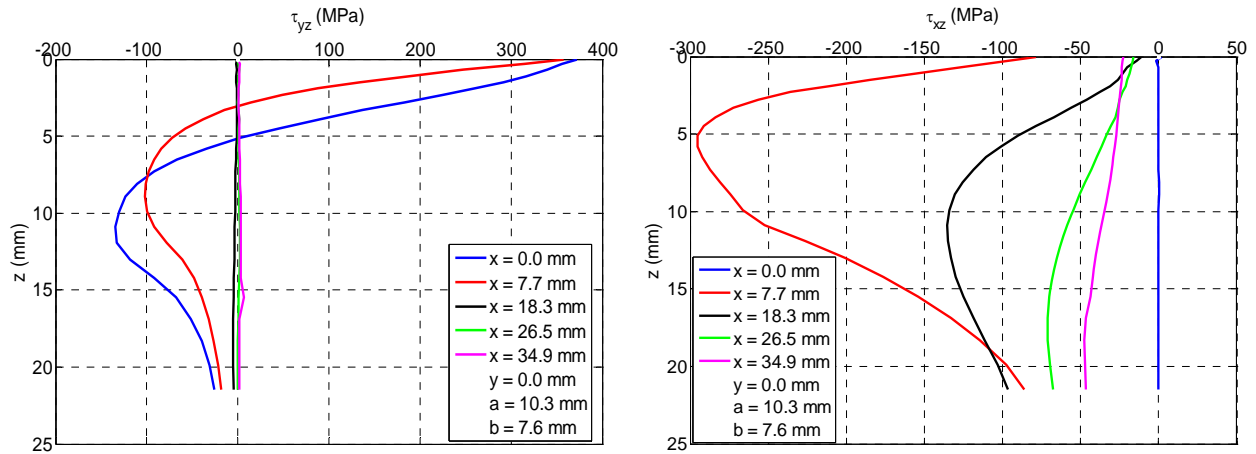 τyz (MPa)
-200 -100 0 100 200 300 400
0
5
10
15
20
25
z (mm)
x = 0.0 mm
x = 7.7 mm
x = 18.3 mm
x = 26.5 mm
x = 34.9 mm
y = 0.0 mm
a = 10.3 mm
b = 7.6 mm
τxz (MPa)
-300 -250 -200 -150 -100 -50 0 50
0
5
10
15
20
25
z (mm)
x = 0.0 mm
x = 7.7 mm
x = 18.3 mm
x = 26.5 mm
x = 34.9 mm
y = 0.0 mm
a = 10.3 mm
b = 7.6 mm